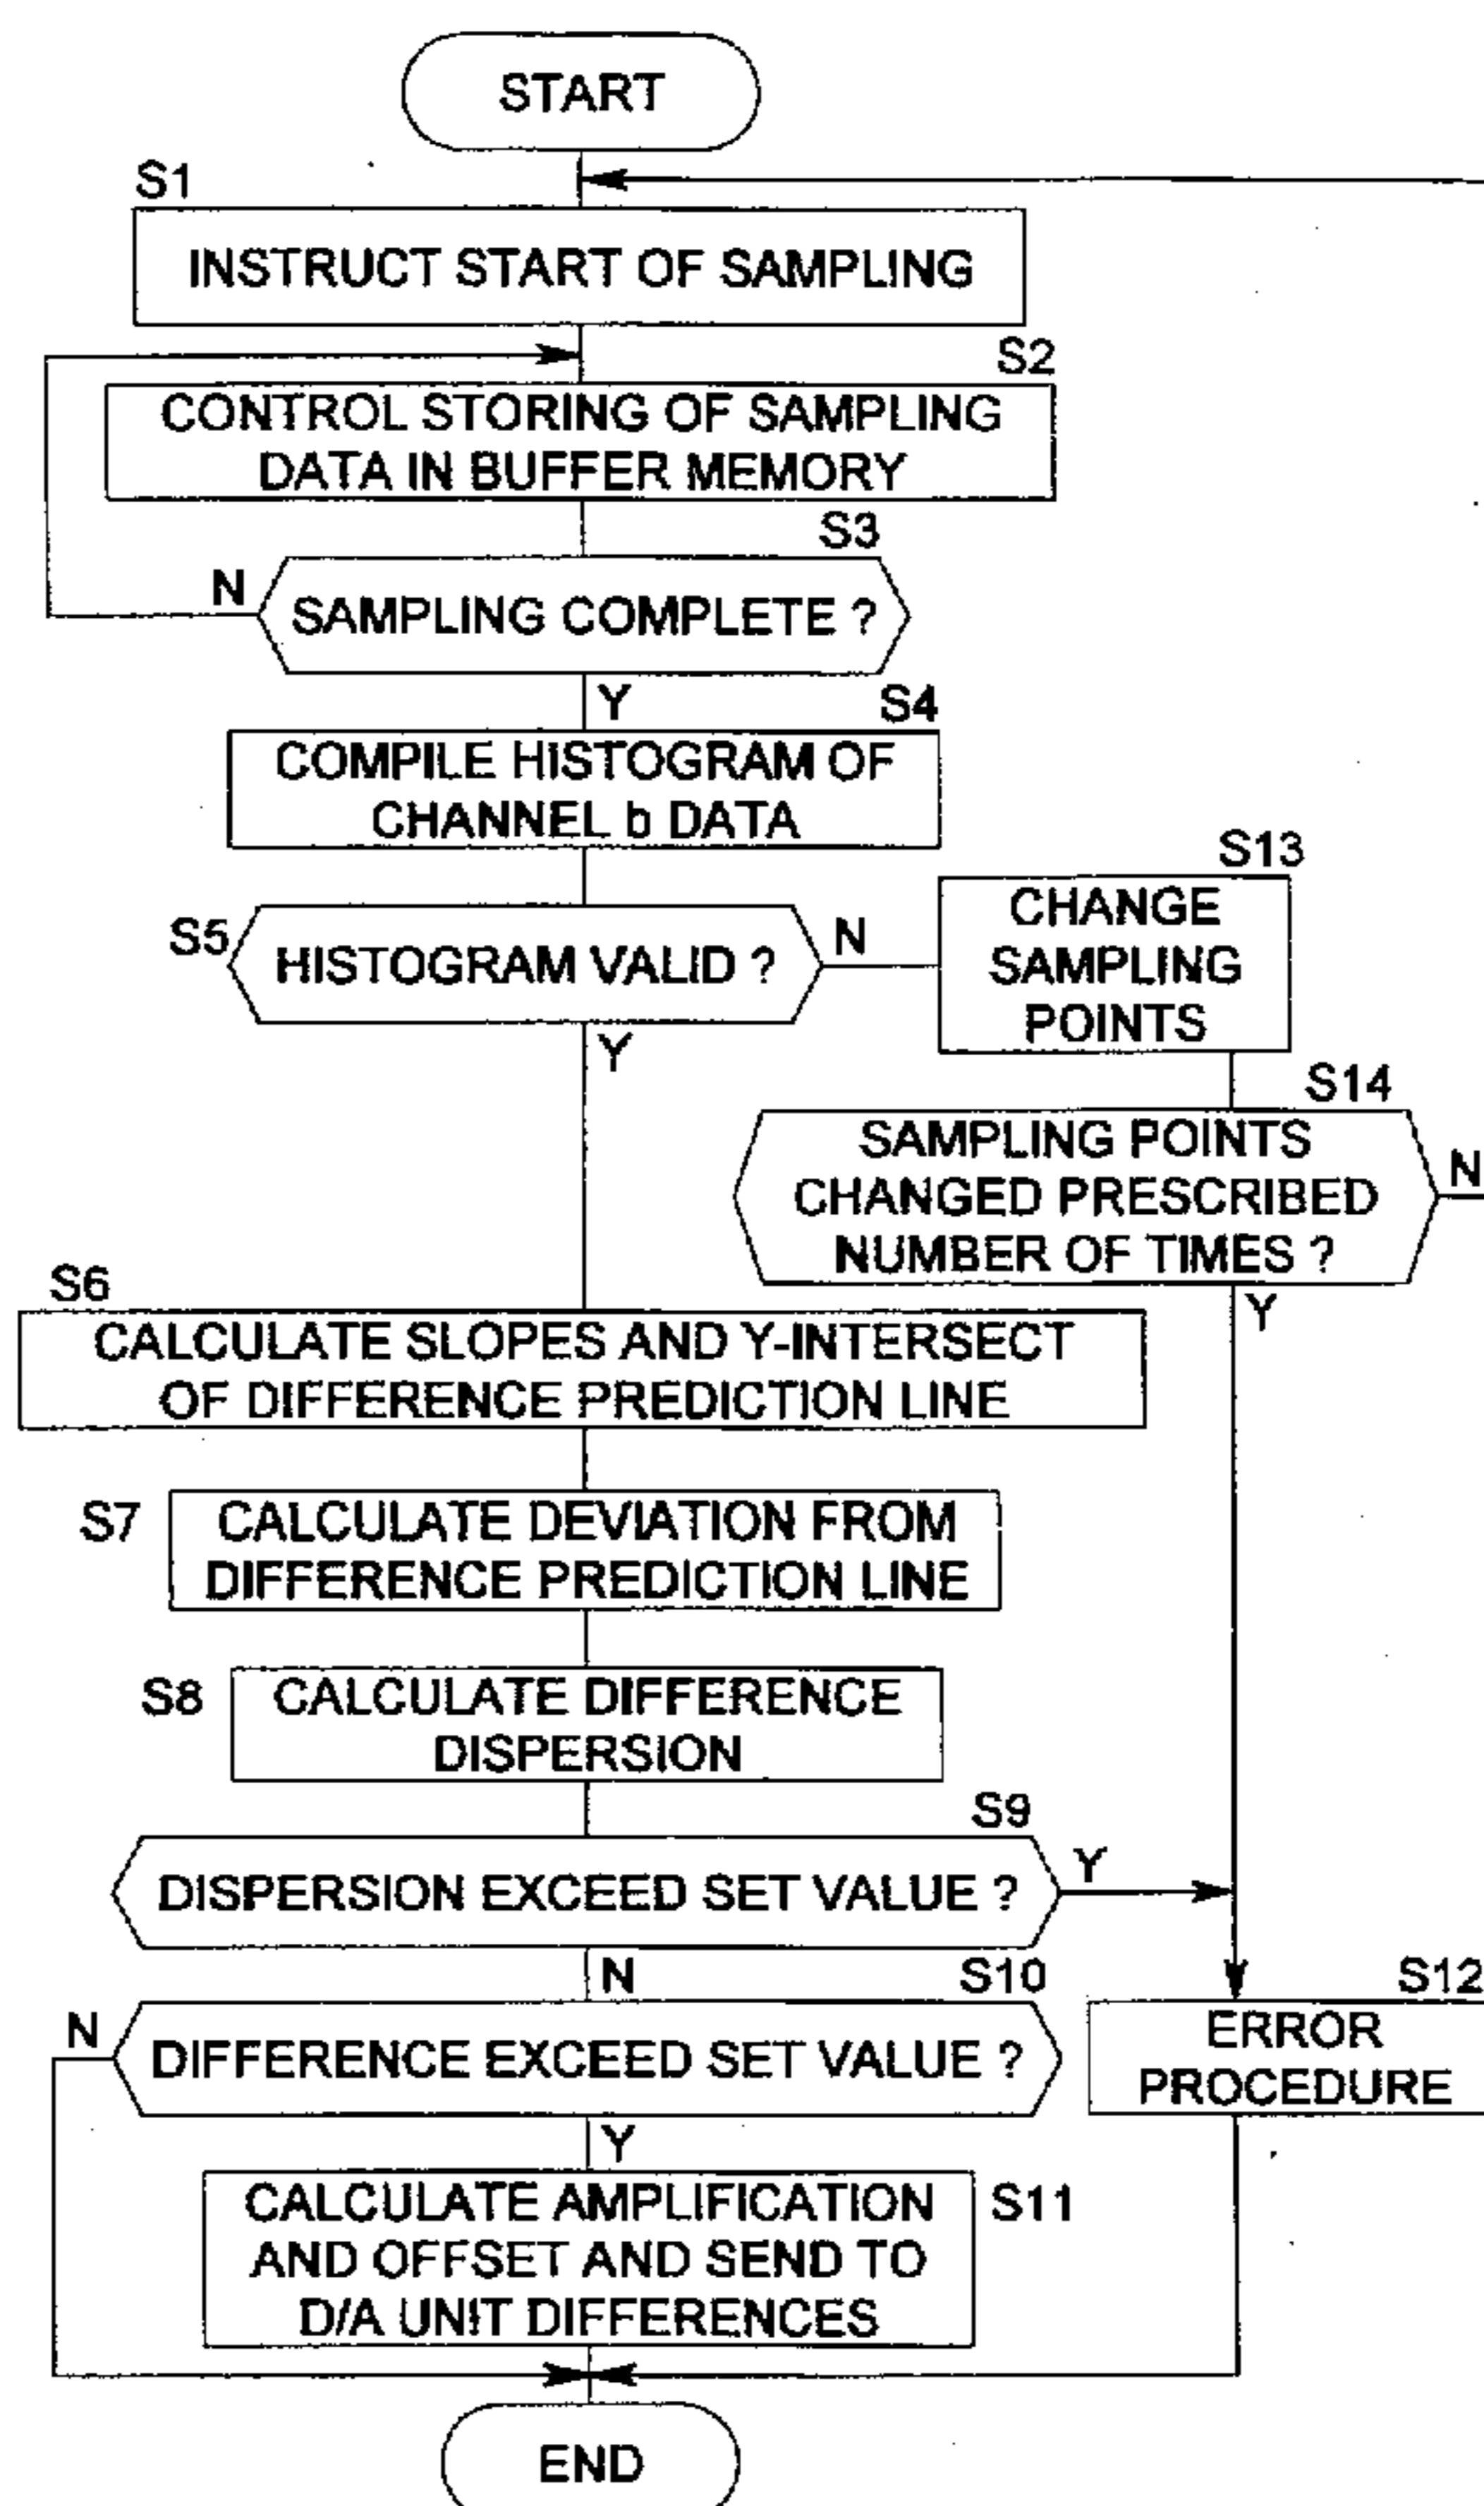 START
S1
INSTRUCT START OF SAMPLING
S2
CONTROL STORING OF SAMPLING
DATA IN BUFFER MEMORY
S3
N
SAMPLING COMPLETE ?
Y
S4
COMPILE HISTOGRAM OF
CHANNEL b DATA
S13
CHANGE
SAMPLING
POINTS
S5
HISTOGRAM VALID ?
N
Y
S14
SAMPLING POINTS
CHANGED PRESCRIBED
NUMBER OF TIMES ?
N
Y
S6
CALCULATE SLOPES AND Y-INTERSECT
OF DIFFERENCE PREDICTION LINE
S7
CALCULATE DEVIATION FROM
DIFFERENCE PREDICTION LINE
S8
CALCULATE DIFFERENCE
DISPERSION
S9
DISPERSION EXCEED SET VALUE ?
Y
N
S10
S12
N
DIFFERENCE EXCEED SET VALUE ?
ERROR
PROCEDURE
Y
CALCULATE AMPLIFICATION
AND OFFSET AND SEND TO
D/A UNIT DIFFERENCES
S11
END